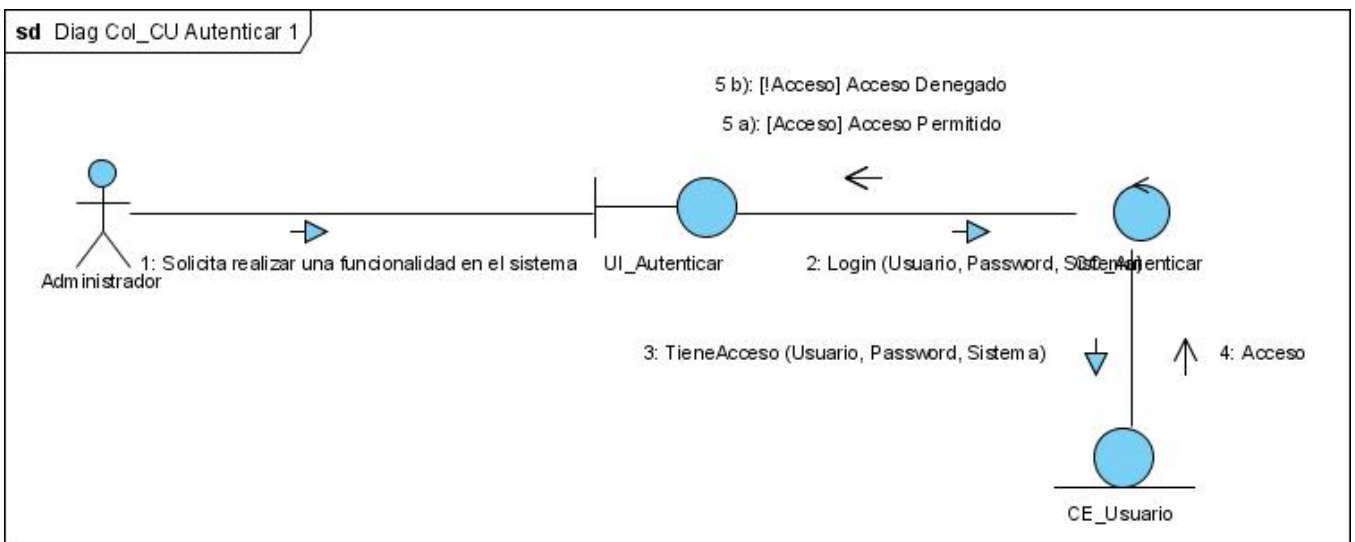 sd Diag Col_CU Autenticar 1
5 b): [!Acceso] Acceso Denegado
5 a): [Acceso] Acceso Permitido
1: Solicita realizar una funcionalidad en el sistema
UI_Autenticar
2: Login (Usuario, Password, Sistema)
CC_Autenticar
Administrador
3: TieneAcceso (Usuario, Password, Sistema)
4: Acceso
CE_Usuario